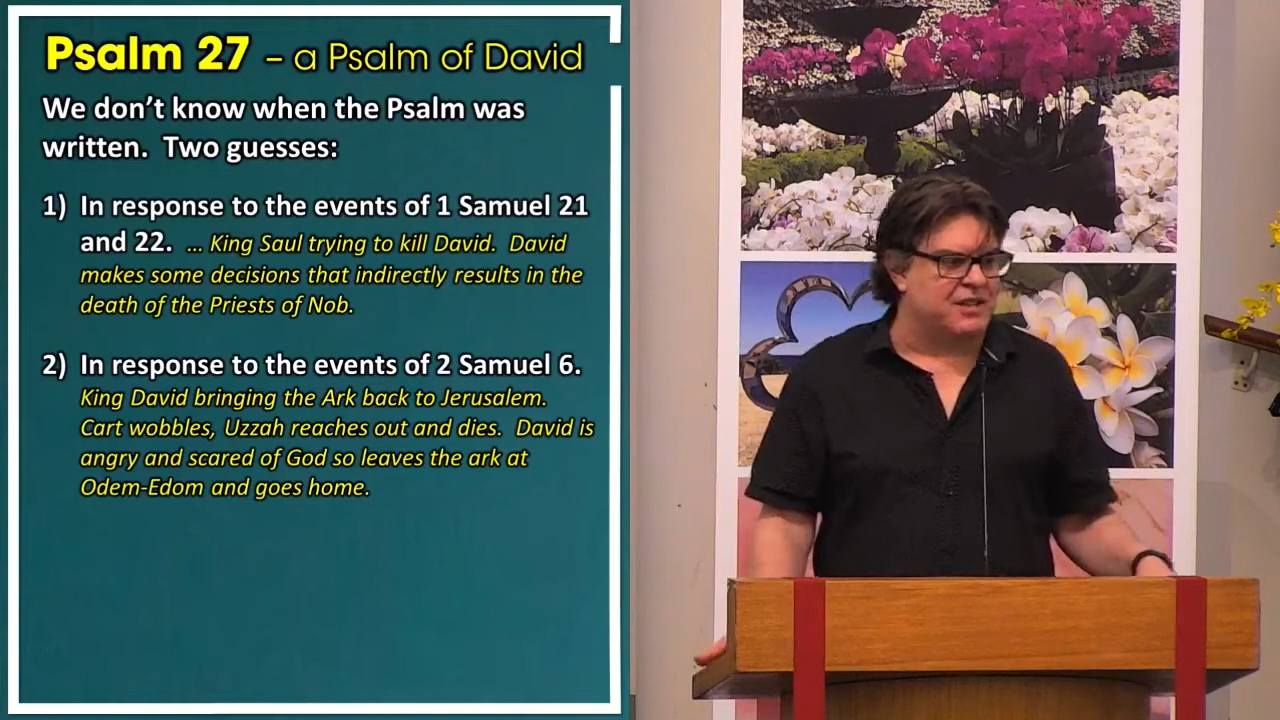 Psalm 27 – a Psalm of David
We don't know when the Psalm was
written. Two guesses:
1) In response to the events of 1 Samuel 21
and 22. ... King Saul trying to kill David. David
makes some decisions that indirectly results in the
death of the Priests of Nob.
2) In response to the events of 2 Samuel 6.
King David bringing the Ark back to Jerusalem.
Cart wobbles, Uzzah reaches out and dies. David is
angry and scared of God so leaves the ark at
Odem-Edom and goes home.